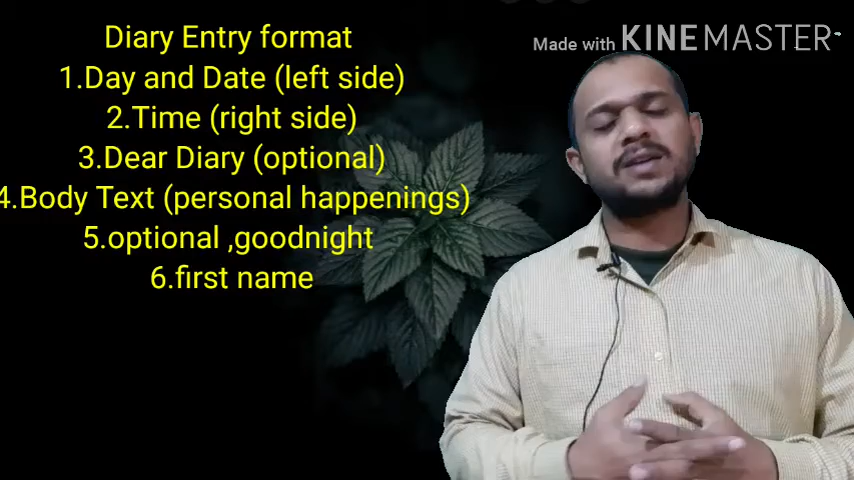 Diary Entry format
1.Day and Date (left side)
2.Time (right side)
3.Dear Diary (optional)
4.Body Text (personal happenings)
5.optional ,goodnight
6.first name
Made with KINEMASTER